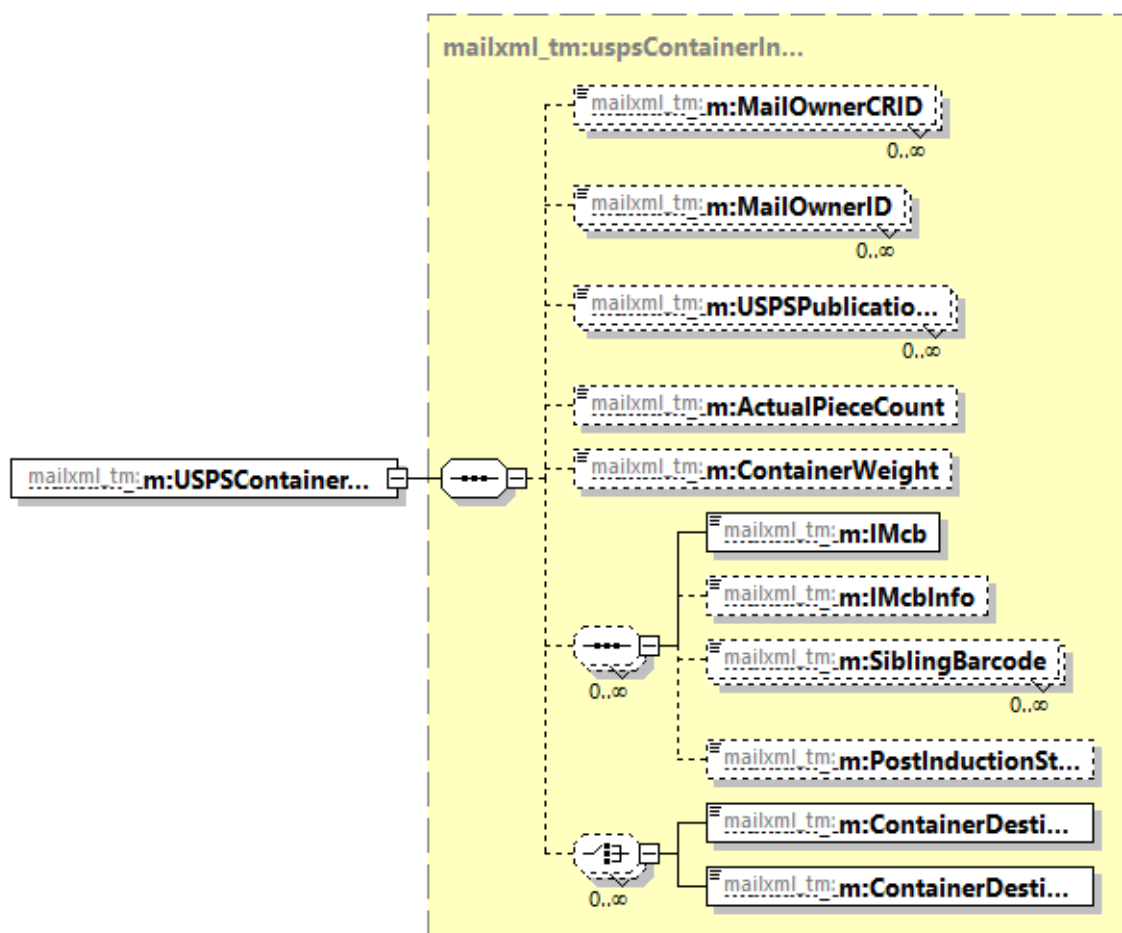 mailxml_tm:uspsContainerIn...
mailxml_tm:m:MailOwnerCRID
0..∞
mailxml_tm:m:MailOwnerID
0..∞
mailxml_tm:m:USPSPublicatio...
0..∞
mailxml_tm:m:ActualPieceCount
mailxml_tm:m:USPSContainer...
mailxml_tm:m:ContainerWeight
mailxml_tm:m:IMcb
mailxml_tm:m:IMcbInfo
0..∞
mailxml_tm:m:SiblingBarcode
0..∞
mailxml_tm:m:PostInductionSt...
mailxml_tm:m:ContainerDesti...
0..∞
mailxml_tm:m:ContainerDesti...